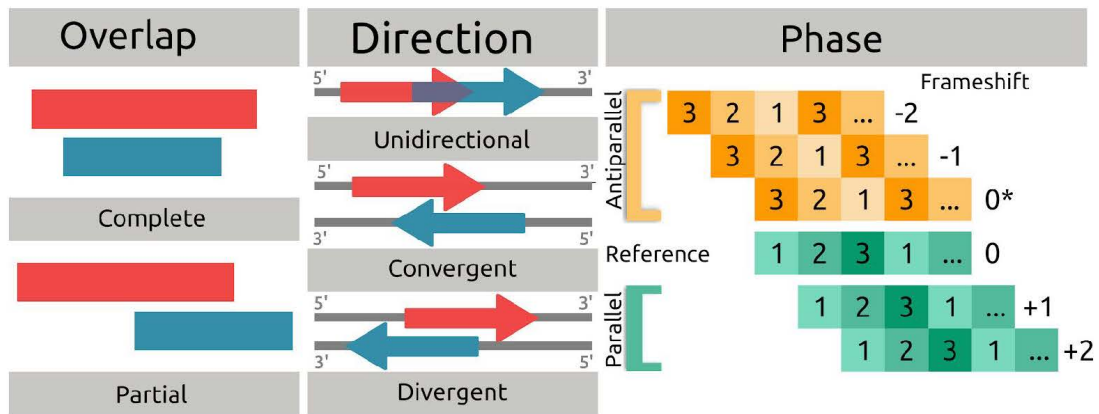 Overlap
Complete
Partial
Direction
5' 3'
Unidirectional
5' 3'
3' 5'
Convergent
5' 3'
3' 5'
Divergent
Phase
Frameshift
Antiparallel
3 2 1 3 ... -2
3 2 1 3 ... -1
3 2 1 3 ... 0*
Reference 1 2 3 1 ... 0
Parallel
1 2 3 1 ... +1
1 2 3 1 ... +2